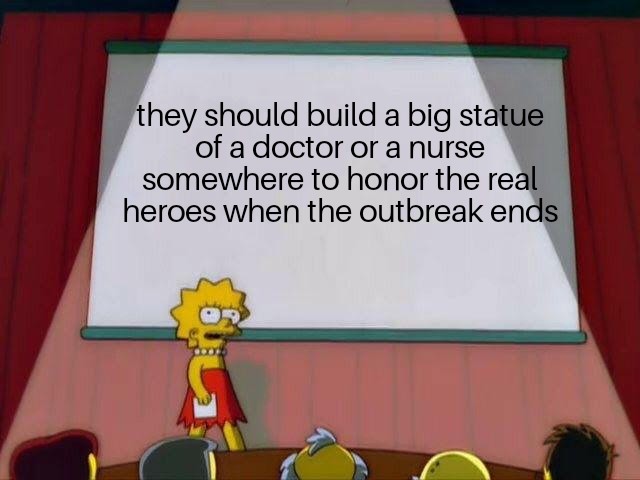 they should build a big statue
of a doctor or a nurse
somewhere to honor the real
heroes when the outbreak ends